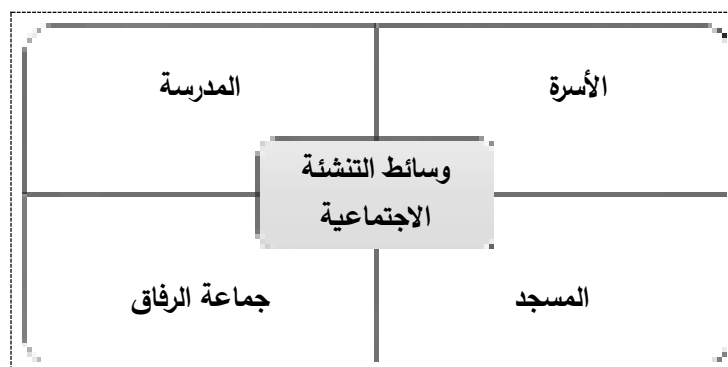 الأسرة
المدرسة
وسائط التنشئة
الاجتماعية
المسجد
جماعة الرفاق